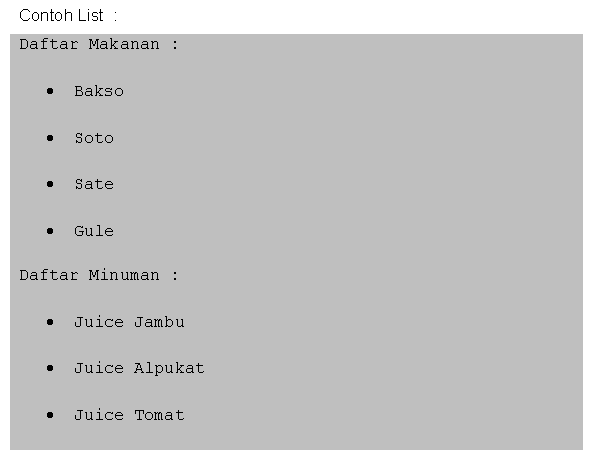 Contoh List :
Daftar Makanan :
• Bakso
• Soto
• Sate
• Gule
Daftar Minuman :
• Juice Jambu
• Juice Alpukat
• Juice Tomat